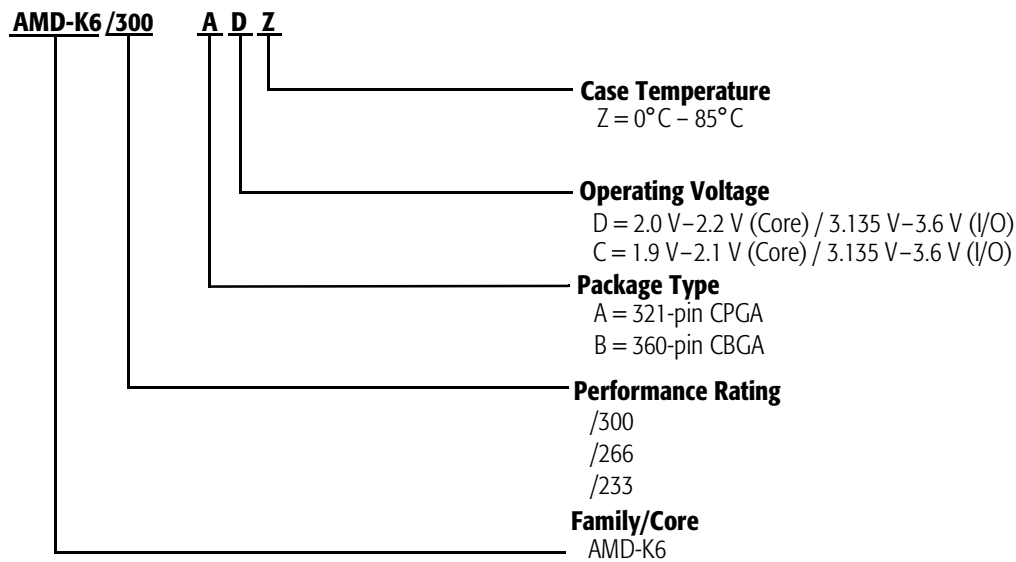 AMD-K6 /300 A D Z
Case Temperature
Z = 0°C – 85°C
Operating Voltage
D = 2.0 V–2.2 V (Core) / 3.135 V–3.6 V (I/O)
C = 1.9 V–2.1 V (Core) / 3.135 V–3.6 V (I/O)
Package Type
A = 321-pin CPGA
B = 360-pin CBGA
Performance Rating
/300
/266
/233
Family/Core
AMD-K6